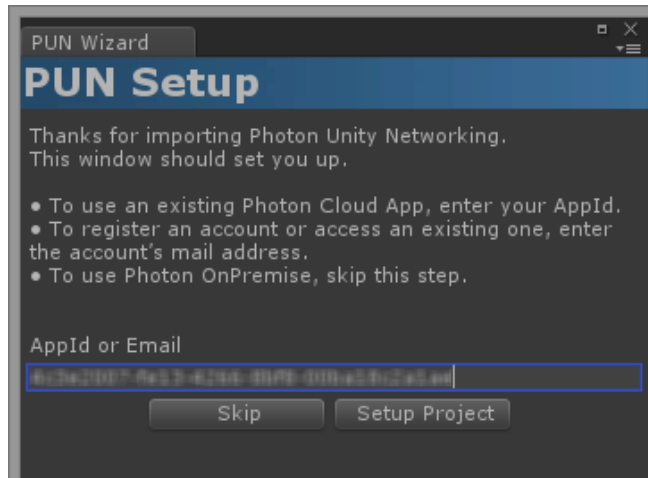 PUN Wizard
PUN Setup
Thanks for importing Photon Unity Networking.
This window should set you up.
● To use an existing Photon Cloud App, enter your AppId.
● To register an account or access an existing one, enter
the account's mail address.
● To use Photon OnPremise, skip this step.
AppId or Email
Skip
Setup Project